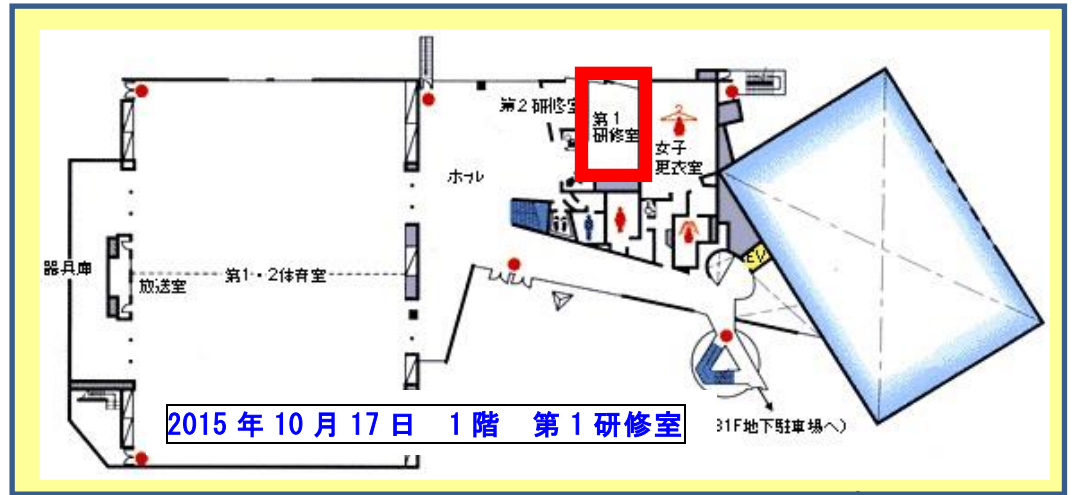 第2研修室
第1
研修室
女子
更衣室
ホール
EV
器具庫
放送室
第1・2体育室
2015年10月17日　1階　第1研修室
B1F地下駐車場へ)